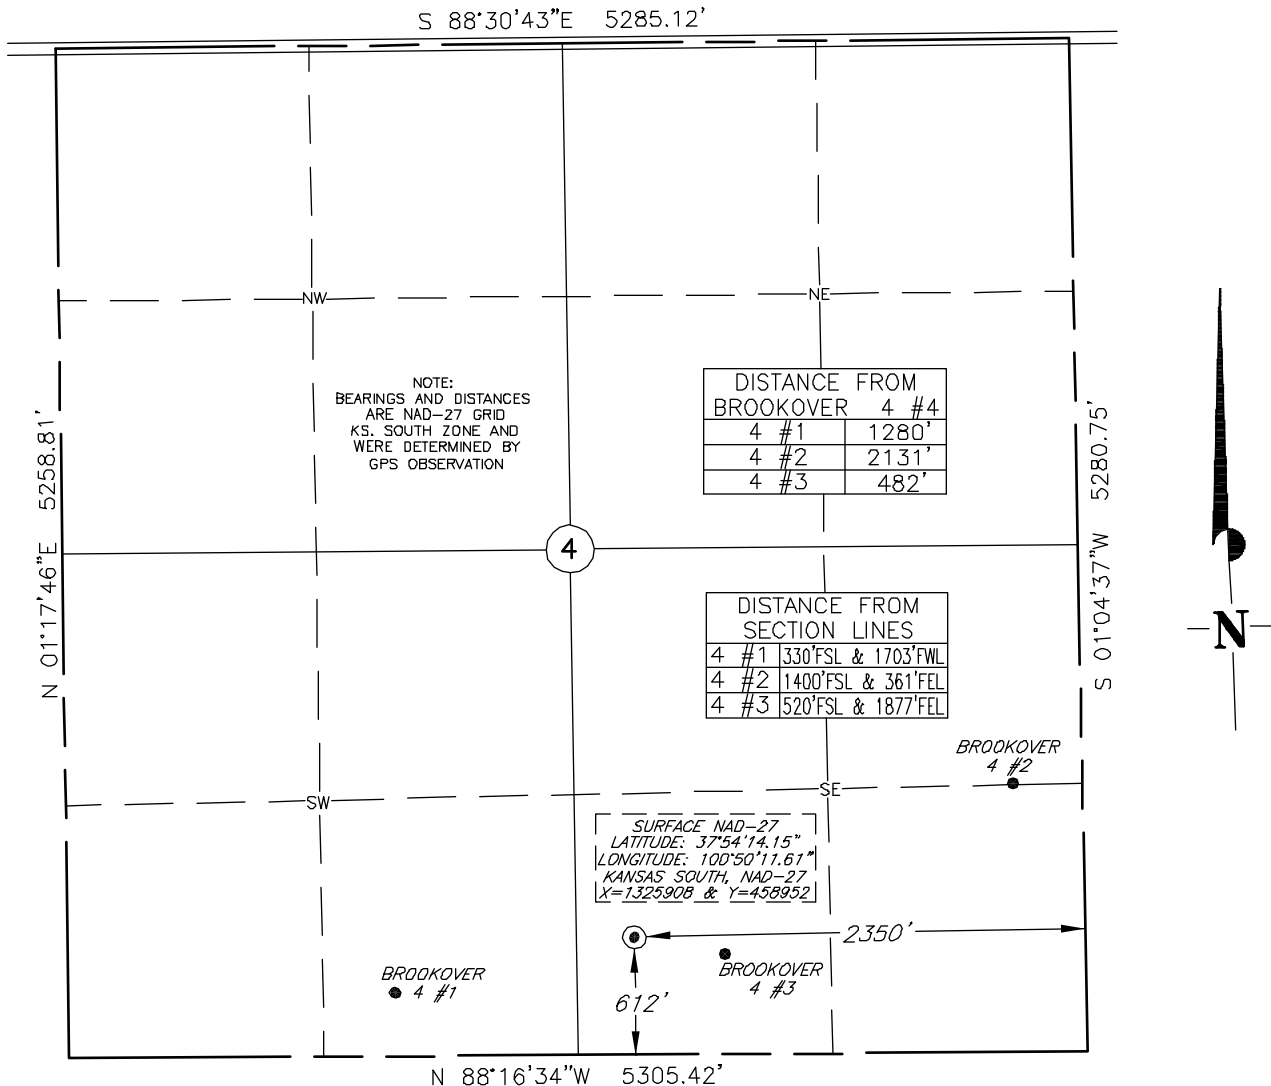 S 88°30'43"E 5285.12'
NW
NE
NOTE:
BEARINGS AND DISTANCES
ARE NAD-27 GRID
KS. SOUTH ZONE AND
WERE DETERMINED BY
GPS OBSERVATION
DISTANCE FROM
BROOKOVER 4 #4
4 #1 1280'
4 #2 2131'
4 #3 482'
N 01°17'46"E 5258.81'
S 01°04'37"W 5280.75'
4
N
DISTANCE FROM
SECTION LINES
4 #1 330'FSL & 1703'FWL
4 #2 1400'FSL & 361'FEL
4 #3 520'FSL & 1877'FEL
BROOKOVER
4 #2
SW
SE
SURFACE NAD-27
LATITUDE: 37°54'14.15"
LONGITUDE: 100°50'11.61"
KANSAS SOUTH, NAD-27
X=1325908 & Y=458952
2350'
BROOKOVER
4 #1
BROOKOVER
4 #3
612'
N 88°16'34"W 5305.42'